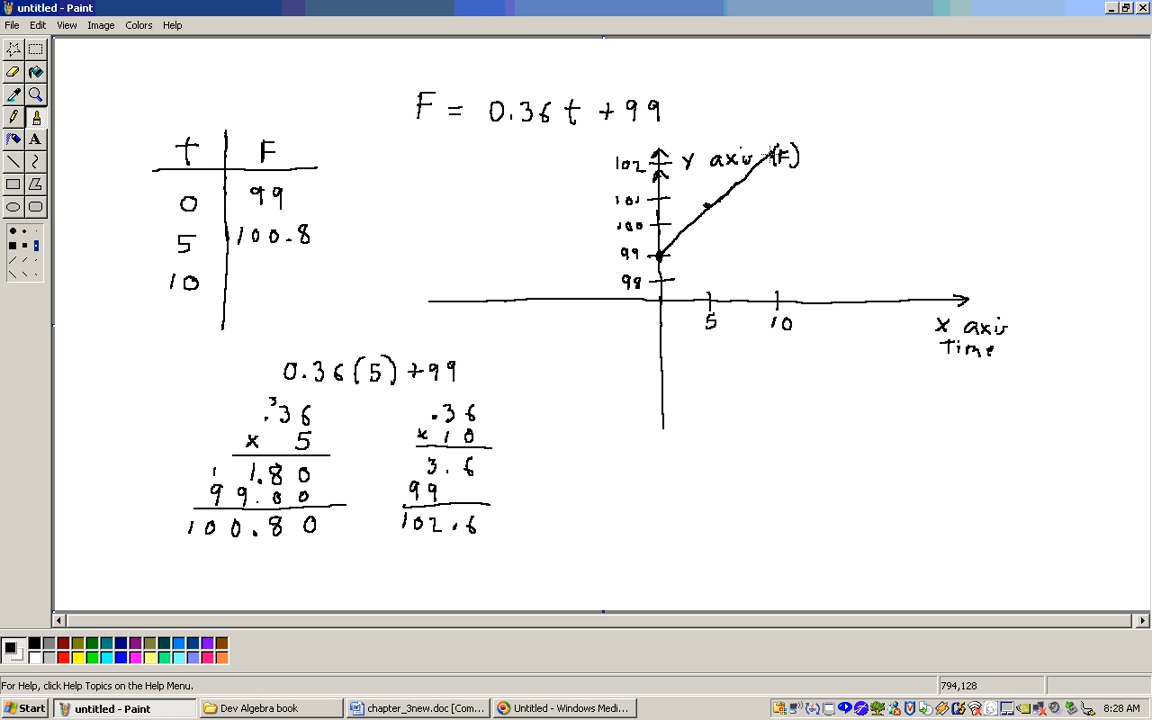 untitled - Paint
File Edit View Image Colors Help
F = 0.36t + 99
t F
0 99
5 100.8
10
102 Y axis (F)
101
100
99
98
5 10
X axis
Time
0.36(5) + 99
3
.36
x 5
1
1.80
99.00
100.80
.36
x 10
3.6
99
102.6
For Help, click Help Topics on the Help Menu.
794,128
Start
untitled - Paint
Dev Algebra book
chapter_3new.doc [Com...
Untitled - Windows Medi...
8:28 AM